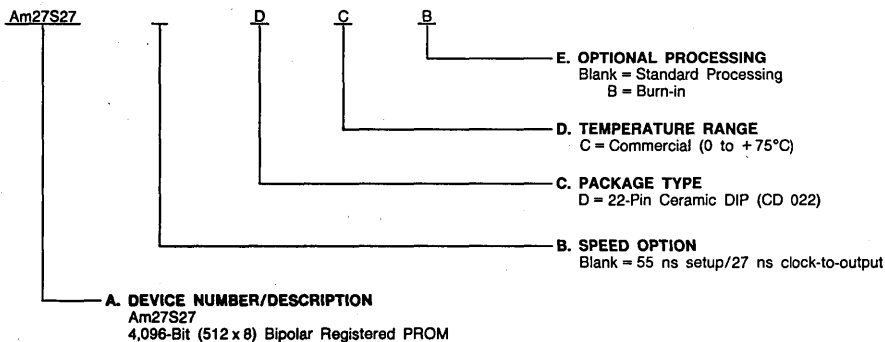 Am27S27 D C B
E. OPTIONAL PROCESSING
Blank = Standard Processing
B = Burn-in
D. TEMPERATURE RANGE
C = Commercial (0 to +75°C)
C. PACKAGE TYPE
D = 22-Pin Ceramic DIP (CD 022)
B. SPEED OPTION
Blank = 55 ns setup/27 ns clock-to-output
A. DEVICE NUMBER/DESCRIPTION
Am27S27
4,096-Bit (512 x 8) Bipolar Registered PROM